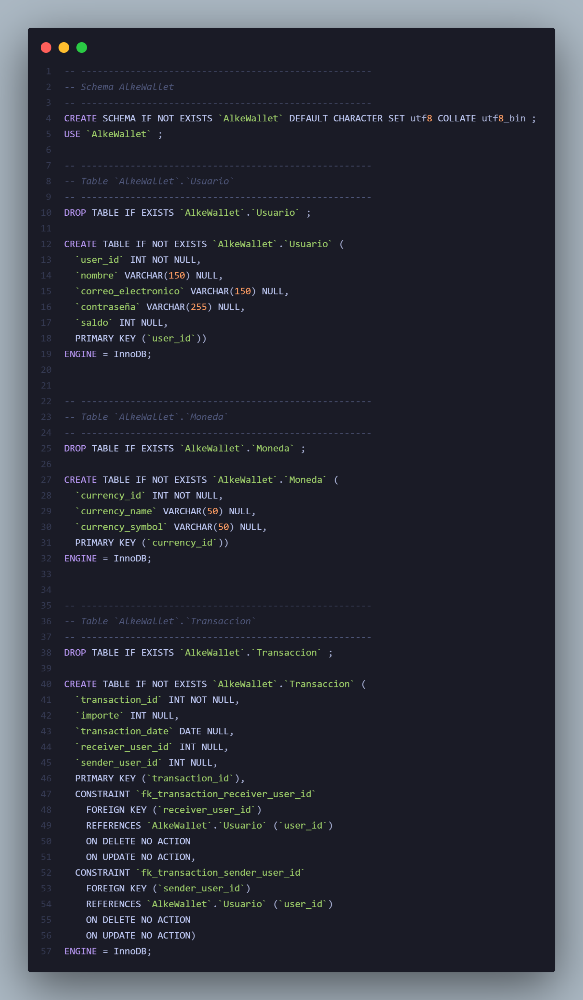 1 -- -----------------------------------------------------
2 -- Schema AlkeWallet
3 -- -----------------------------------------------------
4 CREATE SCHEMA IF NOT EXISTS `AlkeWallet` DEFAULT CHARACTER SET utf8 COLLATE utf8_bin ;
5 USE `AlkeWallet` ;
6
7 -- -----------------------------------------------------
8 -- Table `AlkeWallet`.`Usuario`
9 -- -----------------------------------------------------
10 DROP TABLE IF EXISTS `AlkeWallet`.`Usuario` ;
11
12 CREATE TABLE IF NOT EXISTS `AlkeWallet`.`Usuario` (
13   `user_id` INT NOT NULL,
14   `nombre` VARCHAR(150) NULL,
15   `correo_electronico` VARCHAR(150) NULL,
16   `contraseña` VARCHAR(255) NULL,
17   `saldo` INT NULL,
18   PRIMARY KEY (`user_id`))
19 ENGINE = InnoDB;
20
21
22 -- -----------------------------------------------------
23 -- Table `AlkeWallet`.`Moneda`
24 -- -----------------------------------------------------
25 DROP TABLE IF EXISTS `AlkeWallet`.`Moneda` ;
26
27 CREATE TABLE IF NOT EXISTS `AlkeWallet`.`Moneda` (
28   `currency_id` INT NOT NULL,
29   `currency_name` VARCHAR(50) NULL,
30   `currency_symbol` VARCHAR(50) NULL,
31   PRIMARY KEY (`currency_id`))
32 ENGINE = InnoDB;
33
34
35 -- -----------------------------------------------------
36 -- Table `AlkeWallet`.`Transaccion`
37 -- -----------------------------------------------------
38 DROP TABLE IF EXISTS `AlkeWallet`.`Transaccion` ;
39
40 CREATE TABLE IF NOT EXISTS `AlkeWallet`.`Transaccion` (
41   `transaction_id` INT NOT NULL,
42   `importe` INT NULL,
43   `transaction_date` DATE NULL,
44   `receiver_user_id` INT NULL,
45   `sender_user_id` INT NULL,
46   PRIMARY KEY (`transaction_id`),
47   CONSTRAINT `fk_transaction_receiver_user_id`
48     FOREIGN KEY (`receiver_user_id`)
49     REFERENCES `AlkeWallet`.`Usuario` (`user_id`)
50     ON DELETE NO ACTION
51     ON UPDATE NO ACTION,
52   CONSTRAINT `fk_transaction_sender_user_id`
53     FOREIGN KEY (`sender_user_id`)
54     REFERENCES `AlkeWallet`.`Usuario` (`user_id`)
55     ON DELETE NO ACTION
56     ON UPDATE NO ACTION)
57 ENGINE = InnoDB;